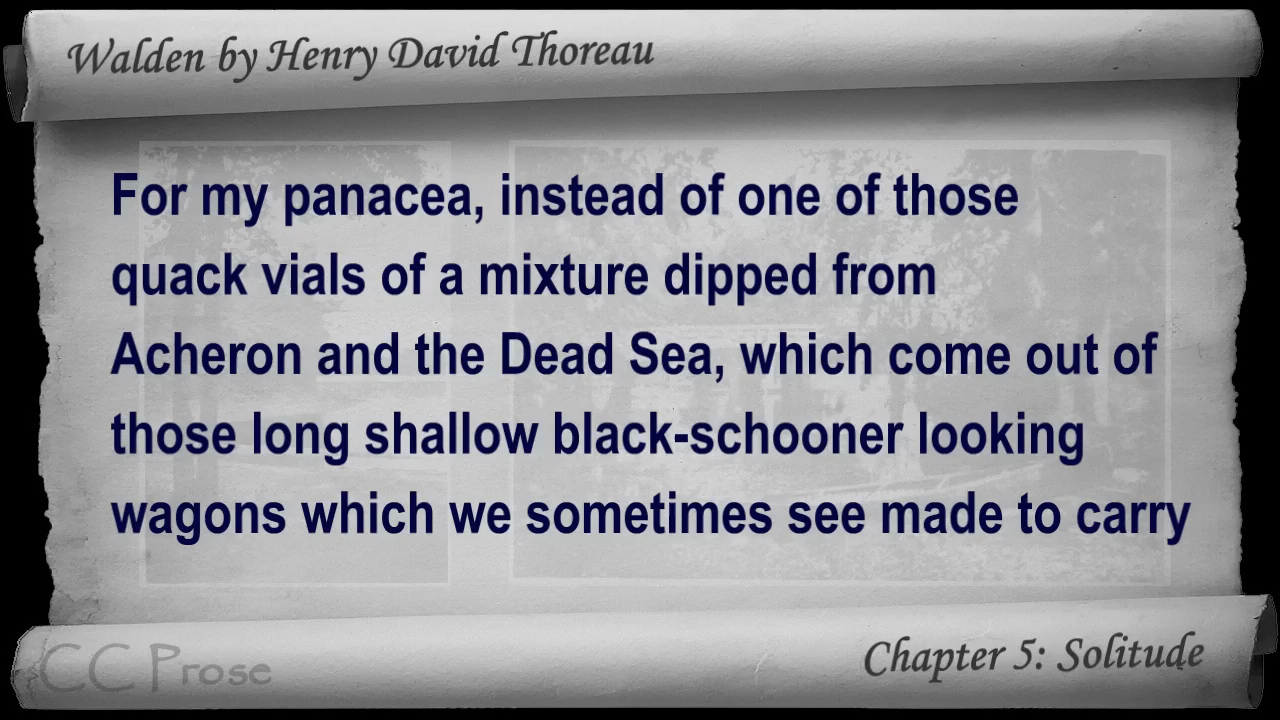 Walden by Henry David Thoreau
For my panacea, instead of one of those
quack vials of a mixture dipped from
Acheron and the Dead Sea, which come out of
those long shallow black-schooner looking
wagons which we sometimes see made to carry
Chapter 5: Solitude
CC Prose